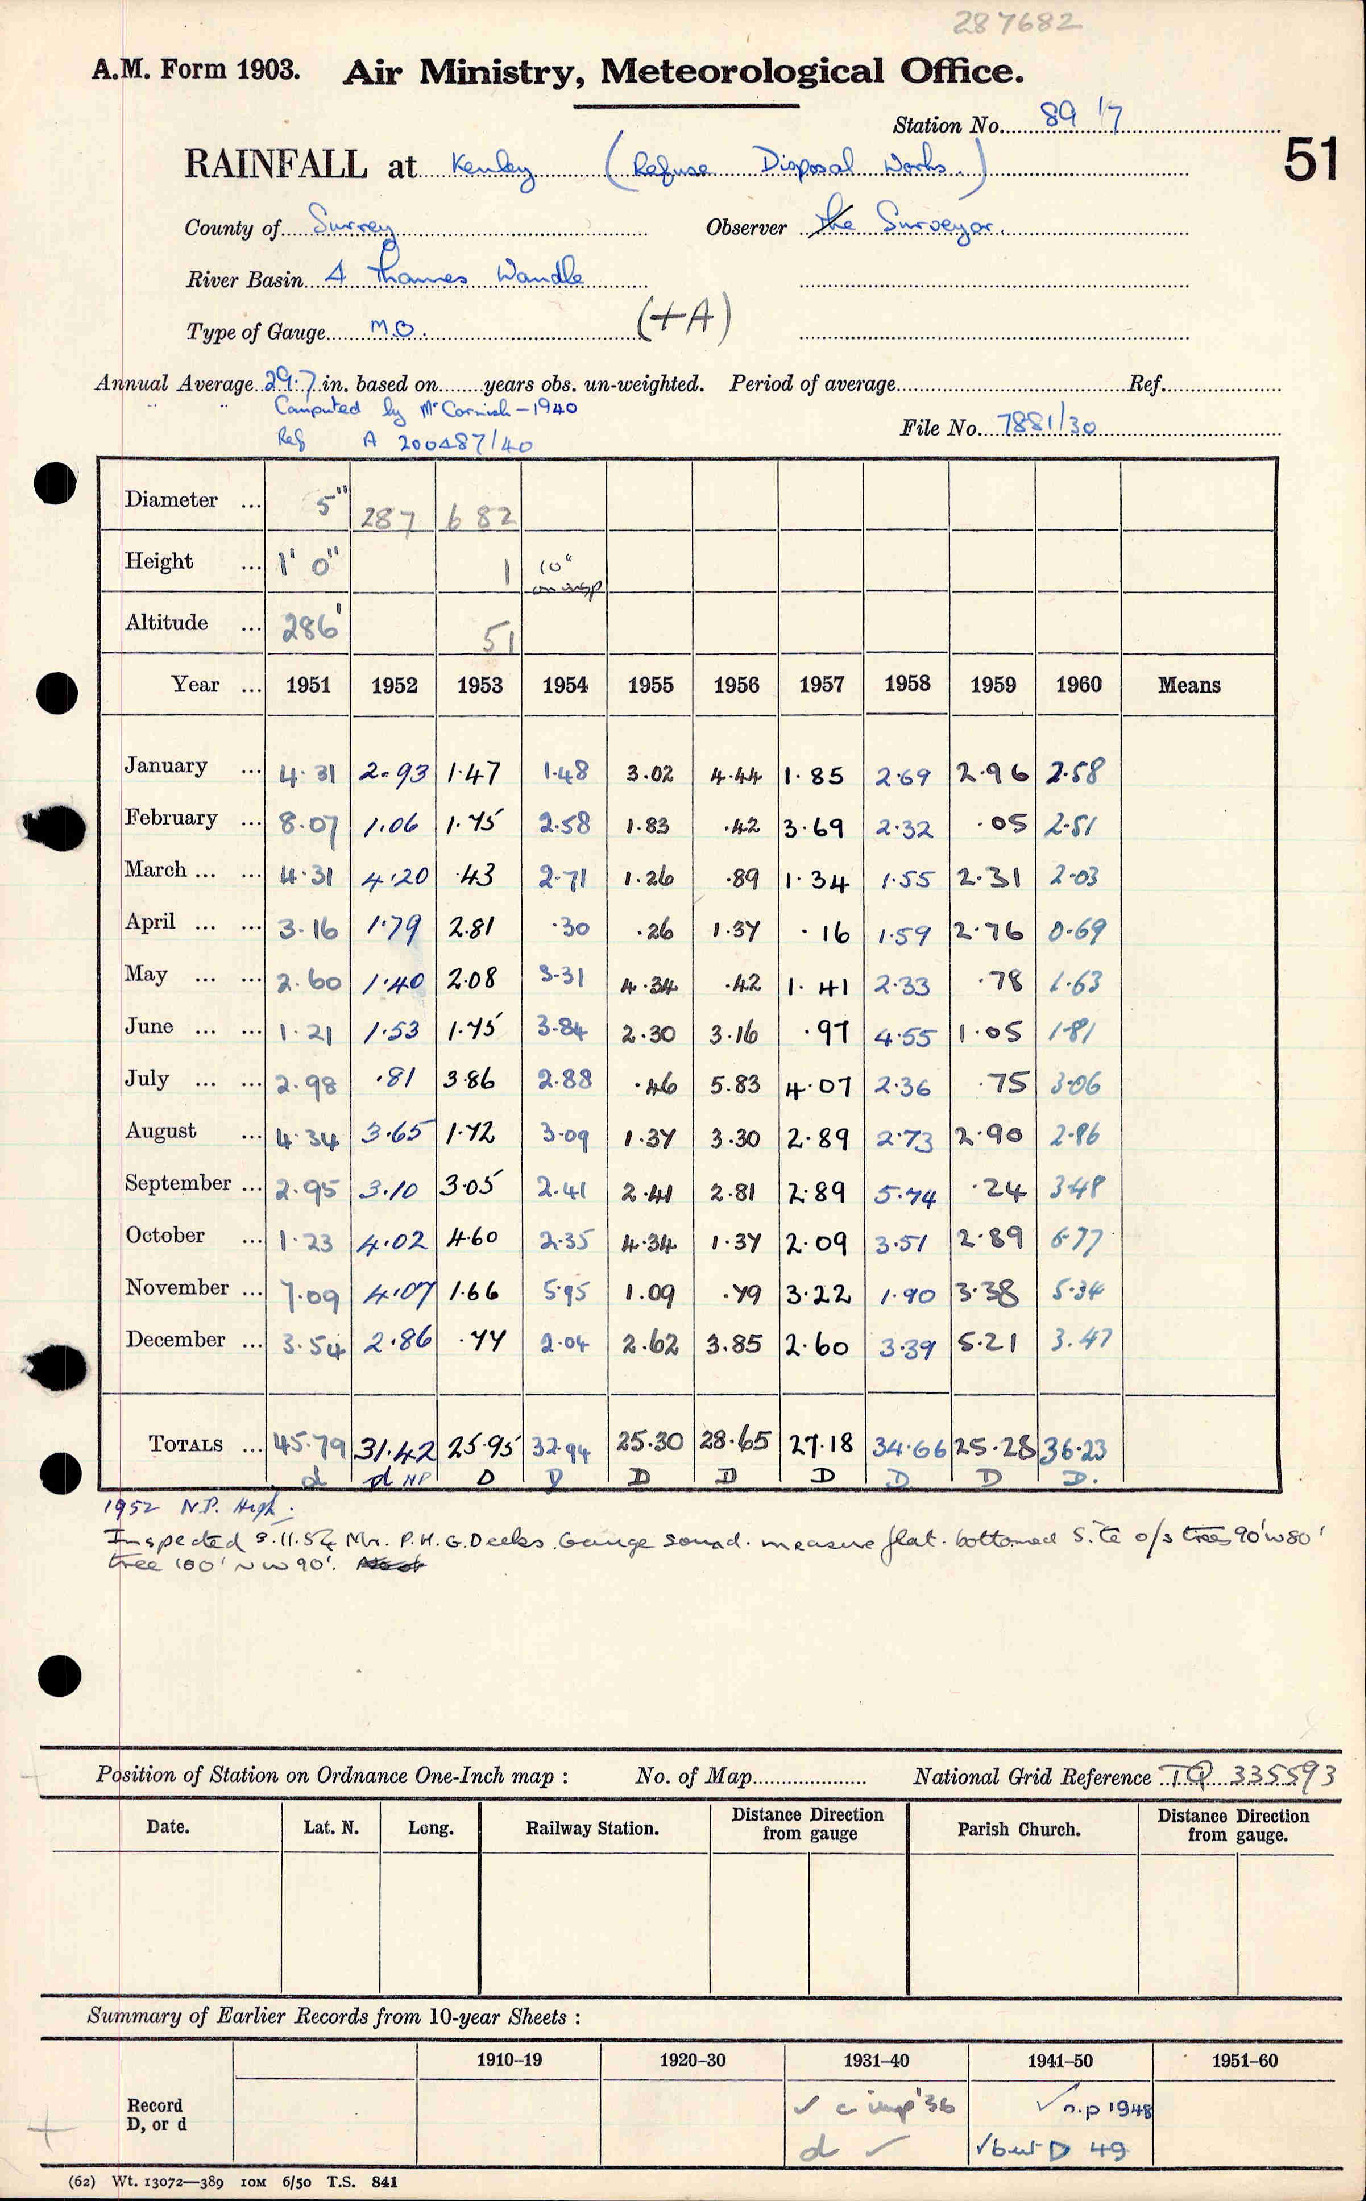 287682
A.M. Form 1903. Air Ministry, Meteorological Office.
Station No. 89 17
51
RAINFALL at Kenley (Refuse Disposal Works.)
County of Surrey Observer the Surveyor.
River Basin 4 Thames Wandle
Type of Gauge M.O. (+A)
Annual Average 29.7 in. based on years obs. un-weighted. Period of average Ref.
" " Computed by Mr Cornish - 1940
File No. 7881/30
Ref A 200487/40
Diameter ... 5" 287 682
Height ... 1' 0" 1 10" on insp
Altitude ... 286' 51
Year ... 1951 1952 1953 1954 1955 1956 1957 1958 1959 1960 Means
January ... 4.31 2.93 1.47 1.48 3.02 4.44 1.85 2.69 2.96 2.58
February ... 8.07 1.06 1.75 2.58 1.83 .42 3.69 2.32 .05 2.51
March ... ... 4.31 4.20 .43 2.71 1.26 .89 1.34 1.55 2.31 2.03
April ... ... 3.16 1.79 2.81 .30 .26 1.37 .16 1.59 2.76 0.69
May ... ... 2.60 1.40 2.08 3.31 4.34 .42 1.41 2.33 .78 1.63
June ... ... 1.21 1.53 1.75 3.84 2.30 3.16 .97 4.55 1.05 1.81
July ... ... 2.98 .81 3.86 2.88 .46 5.83 4.07 2.36 .75 3.06
August ... 4.34 3.65 1.72 3.09 1.37 3.30 2.89 2.73 2.90 2.86
September ... 2.95 3.10 3.05 2.41 2.41 2.81 2.89 5.74 .24 3.48
October ... 1.23 4.02 4.60 2.35 4.34 1.37 2.09 3.51 2.89 6.77
November ... 7.09 4.07 1.66 5.95 1.09 .79 3.22 1.90 3.38 5.34
December ... 3.54 2.86 .77 2.04 2.62 3.85 2.60 3.39 5.21 3.47
TOTALS ... 45.79 31.42 25.95 32.94 25.30 28.65 27.18 34.66 25.28 36.23
d d NP D D D D D D D D.
1952 N.P. High.
Inspected 9.11.54 Mr. P.H.G. Deeks. Gauge sound. measure flat. bottomed Site o/s trees 90' W 80'
tree 100' NW 90'.
Position of Station on Ordnance One-Inch map : No. of Map National Grid Reference TQ 335593
Date. Lat. N. Long. Railway Station. Distance Direction from gauge Parish Church. Distance Direction from gauge.
Summary of Earlier Records from 10-year Sheets :
1910-19 1920-30 1931-40 1941-50 1951-60
Record D, or d
✓ c insp '36 ✓ n.p 1948
d ✓ ✓ but D 49
(62) Wt. 13072—389 10M 6/50 T.S. 841